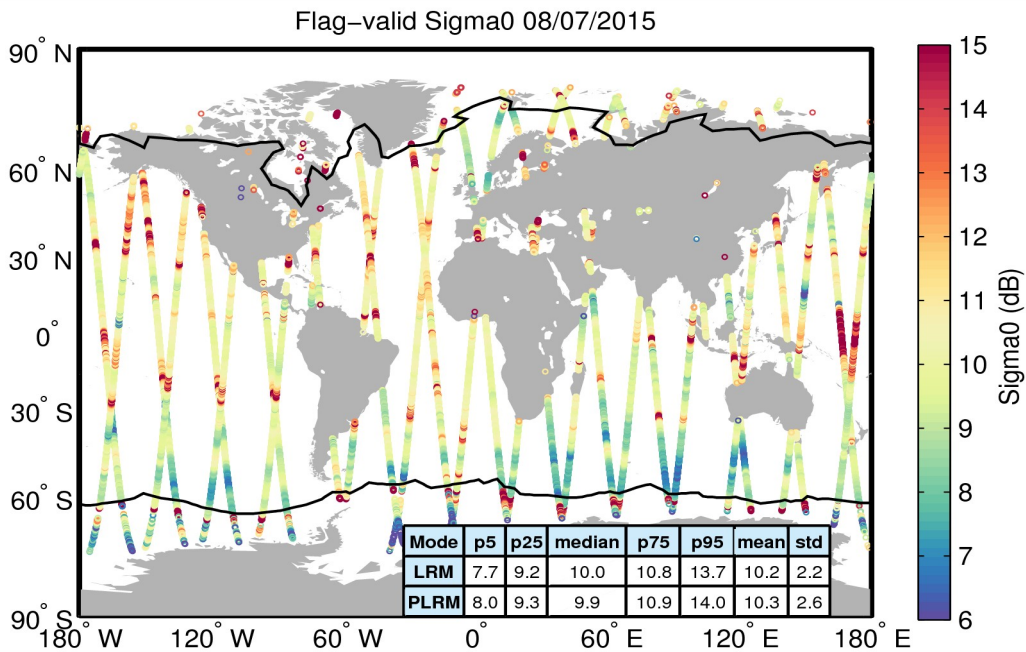 Flag−valid Sigma0 08/07/2015
90° N
60° N
30° N
0°
30° S
60° S
90° S
180° W
120° W
60° W
0°
60° E
120° E
180° E
Mode p5 p25 median p75 p95 mean std
LRM 7.7 9.2 10.0 10.8 13.7 10.2 2.2
PLRM 8.0 9.3 9.9 10.9 14.0 10.3 2.6
15
14
13
12
11
10
9
8
7
6
Sigma0 (dB)